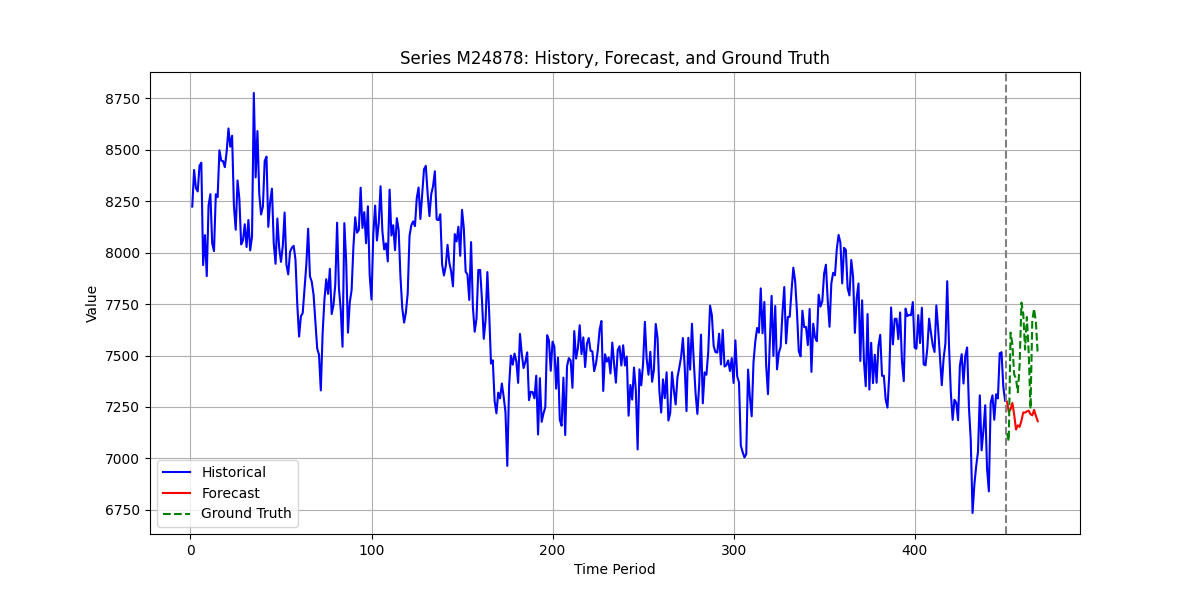 Series M24878: History, Forecast, and Ground Truth
Value
8750
8500
8250
8000
7750
7500
7250
7000
6750
Historical
Forecast
Ground Truth
0
100
200
300
400
Time Period